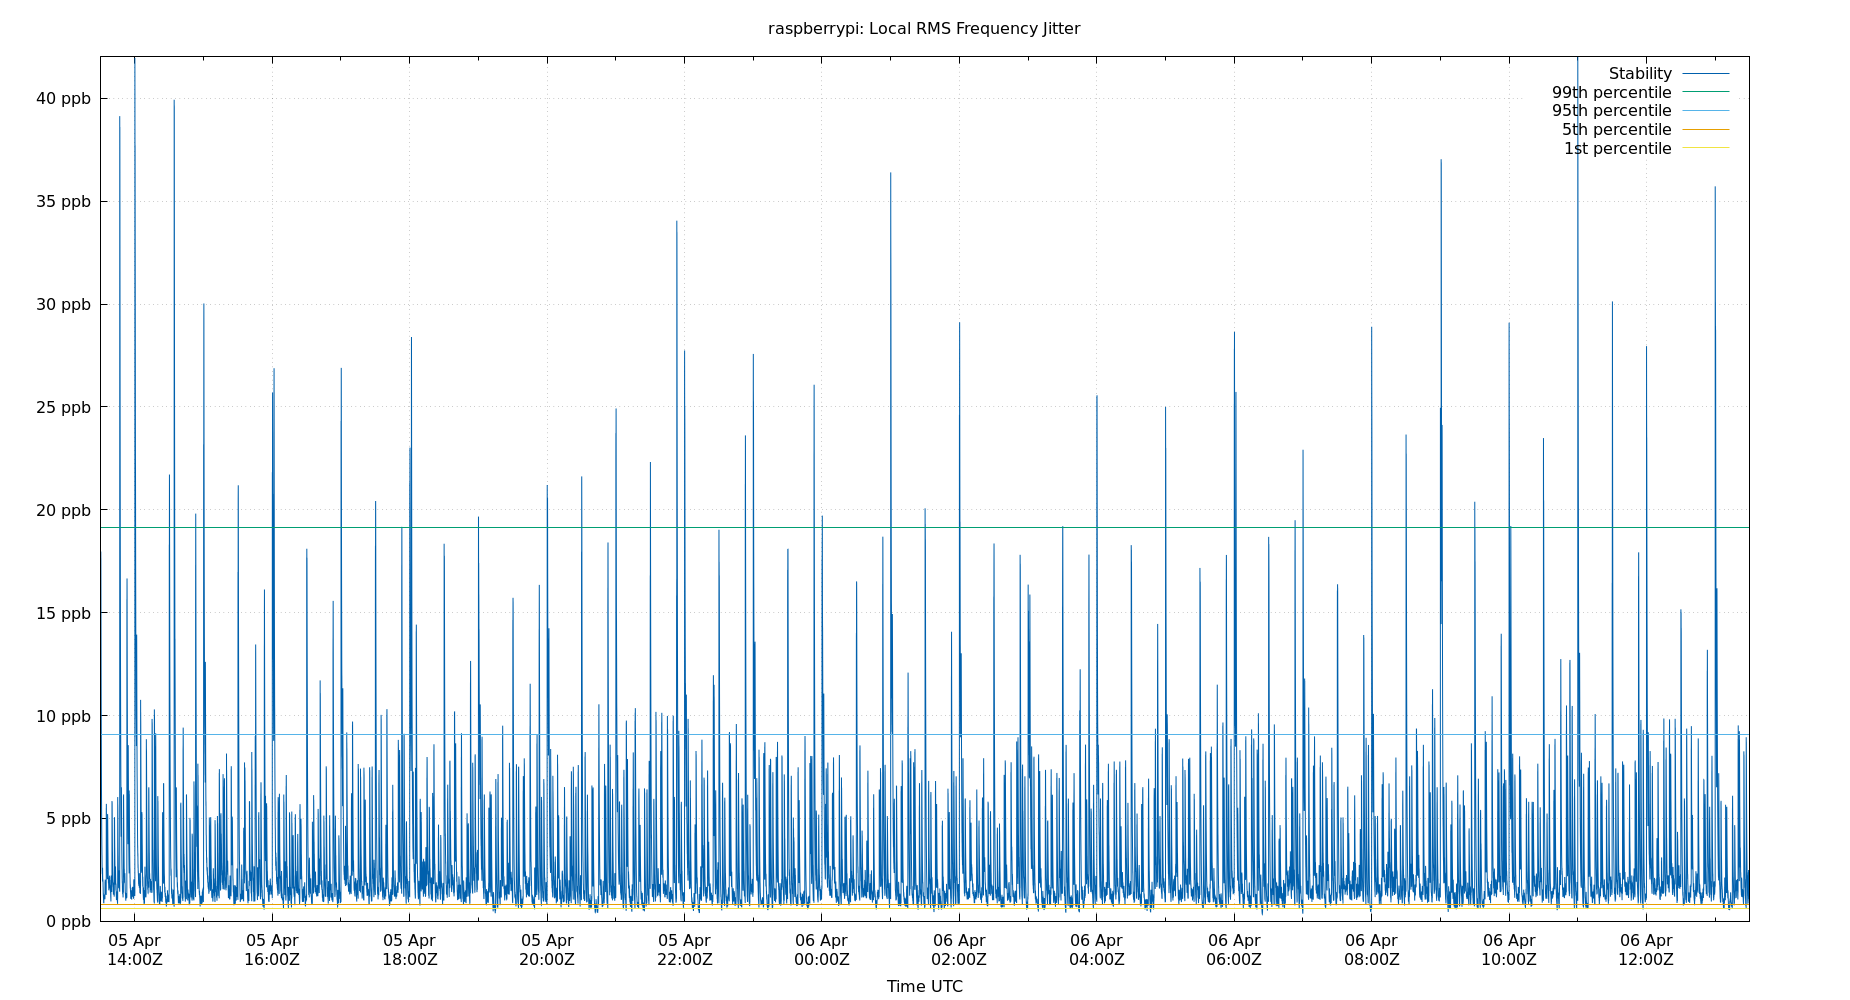 raspberrypi: Local RMS Frequency Jitter
Stability
99th percentile
95th percentile
5th percentile
1st percentile
40 ppb
35 ppb
30 ppb
25 ppb
20 ppb
15 ppb
10 ppb
5 ppb
0 ppb
05 Apr 05 Apr 05 Apr 05 Apr 05 Apr 06 Apr 06 Apr 06 Apr 06 Apr 06 Apr 06 Apr 06 Apr
14:00Z 16:00Z 18:00Z 20:00Z 22:00Z 00:00Z 02:00Z 04:00Z 06:00Z 08:00Z 10:00Z 12:00Z
Time UTC